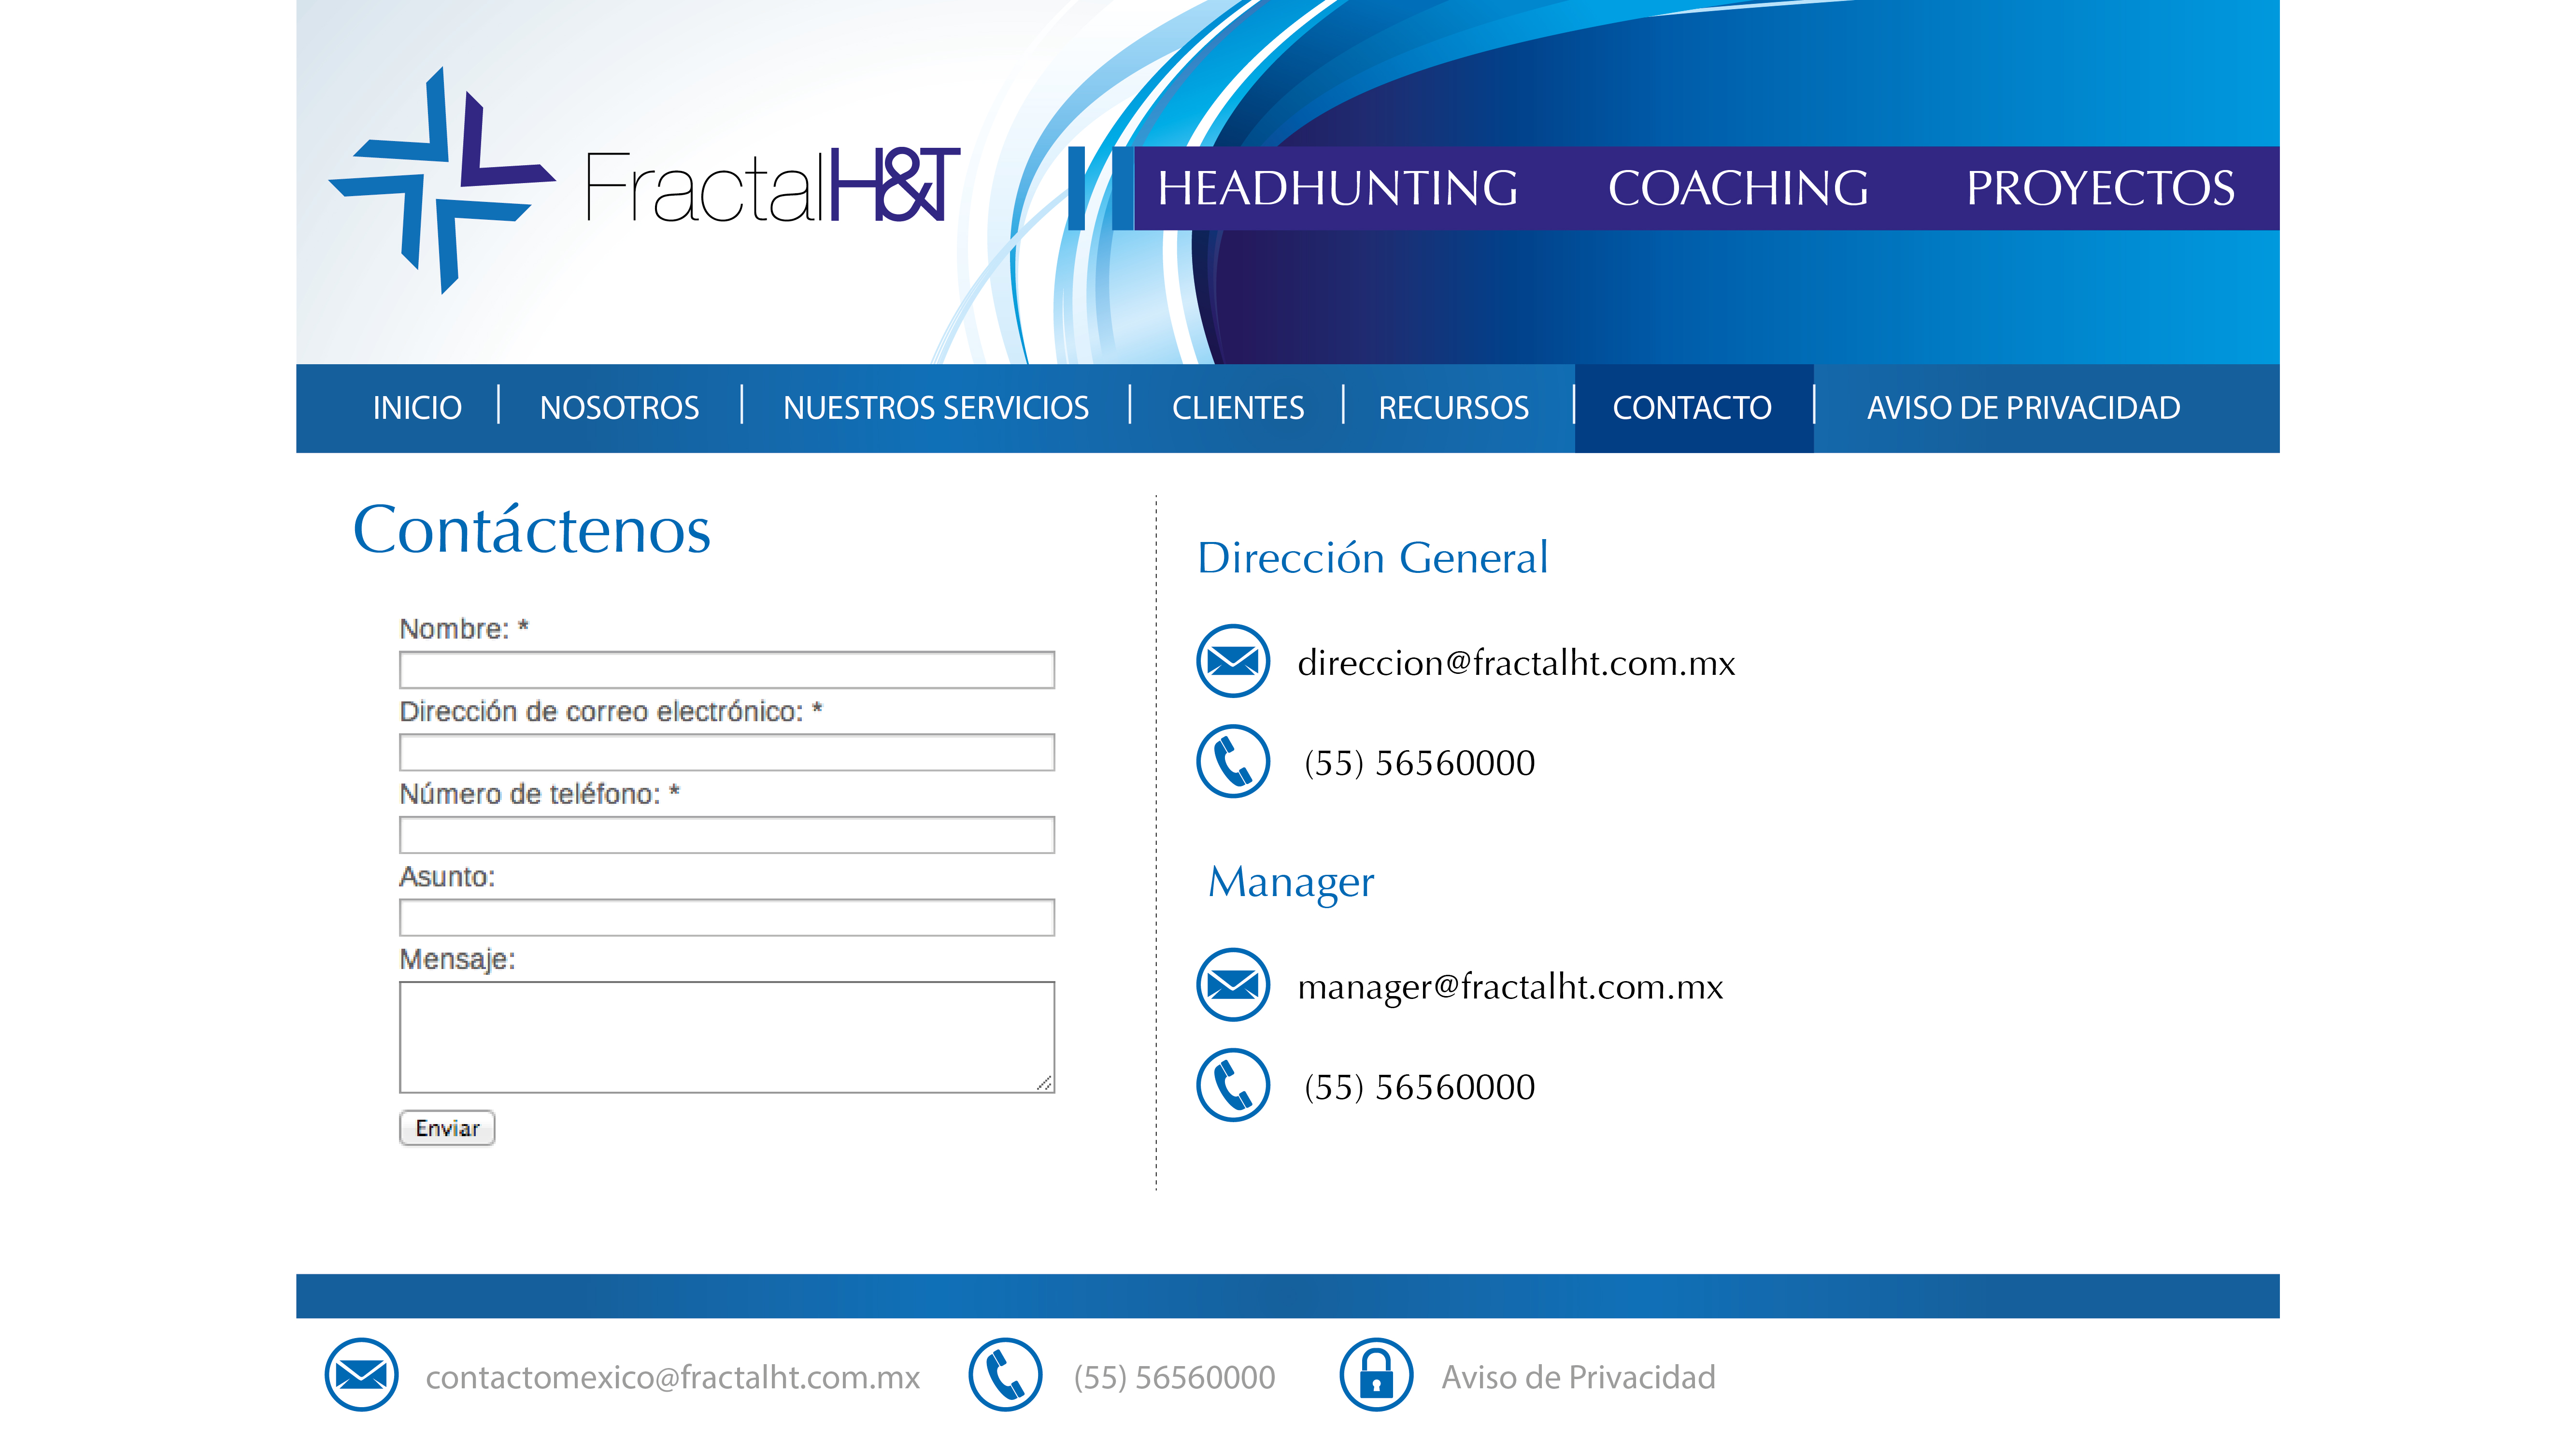 FractalH&T
HEADHUNTING COACHING PROYECTOS
INICIO NOSOTROS NUESTROS SERVICIOS CLIENTES RECURSOS CONTACTO AVISO DE PRIVACIDAD
Contáctenos
Nombre: *
Dirección de correo electrónico: *
Número de teléfono: *
Asunto:
Mensaje:
Enviar
Dirección General
direccion@fractalht.com.mx
(55) 56560000
Manager
manager@fractalht.com.mx
(55) 56560000
contactomexico@fractalht.com.mx (55) 56560000 Aviso de Privacidad